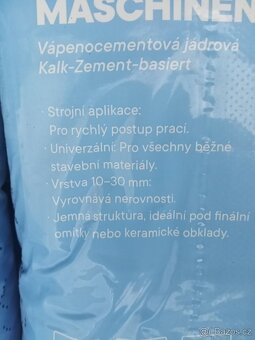 MASCHINEN
Vápenocementová jádrová
Kalk-Zement-basiert
· Strojní aplikace:
Pro rychlý postup prací.
· Univerzální: Pro všechny běžné
stavební materiály.
· Vrstva 10–30 mm:
Vyrovnává nerovnosti.
· Jemná struktura, ideální pod finální
omítky nebo keramické obklady.